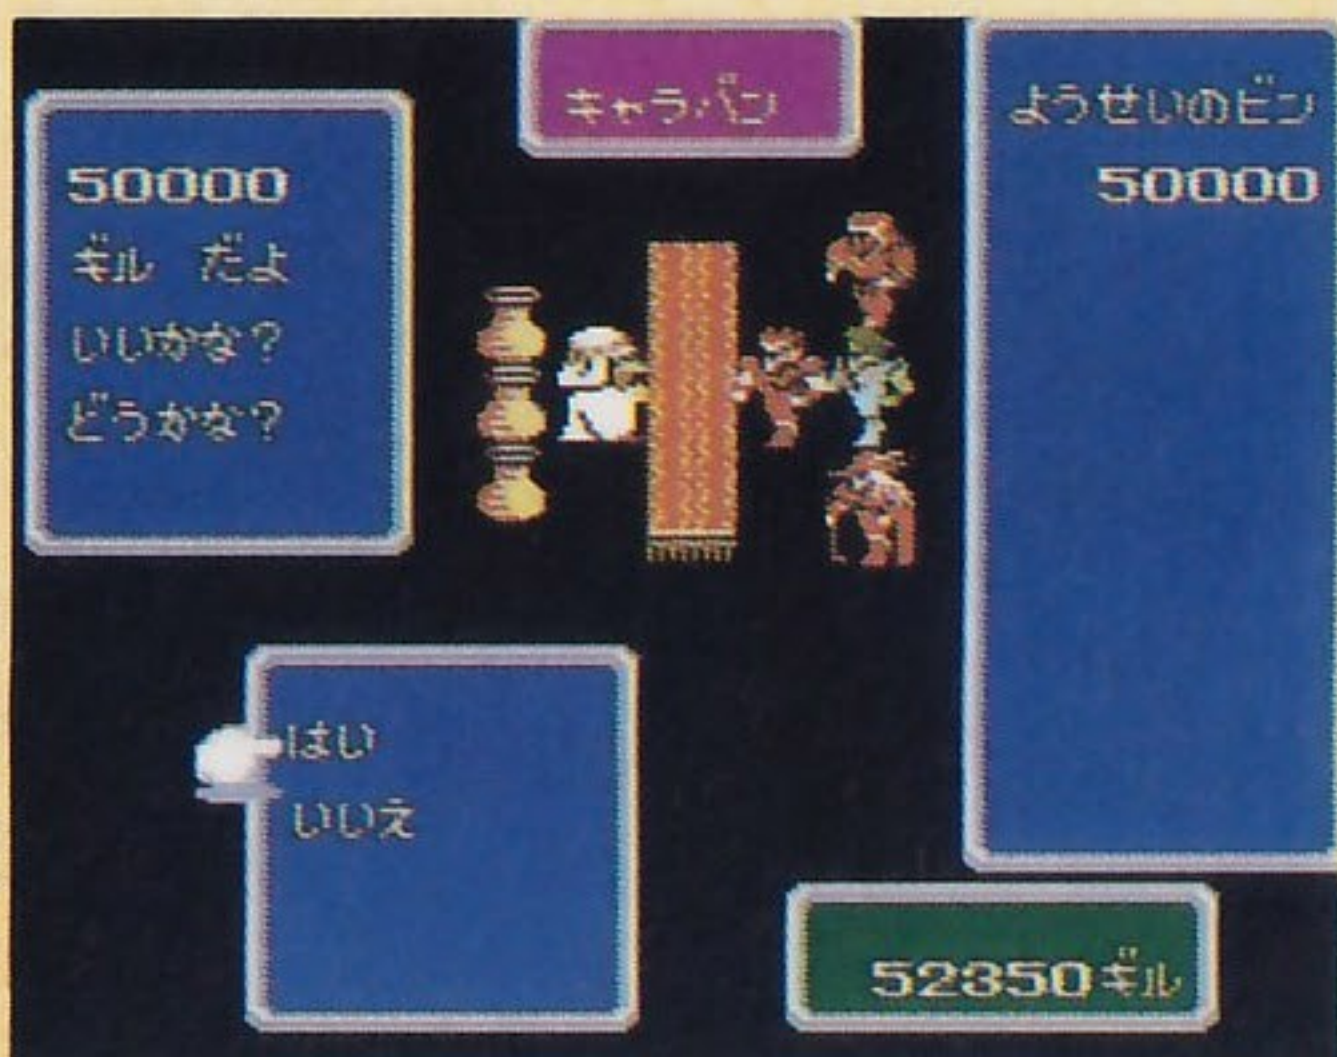 キャラバン
50000
ギル だよ
いいかな?
どうかな?
ようせいのビン
50000
はい
いいえ
52350ギル